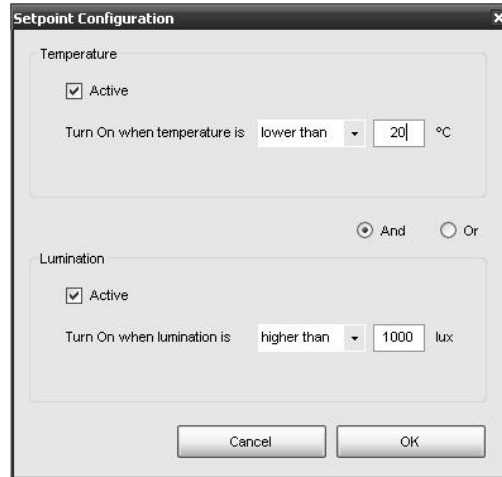 Setpoint Configuration
Temperature
Active
Turn On when temperature is lower than 20 ºC
And Or
Lumination
Active
Turn On when lumination is higher than 1000 lux
Cancel OK